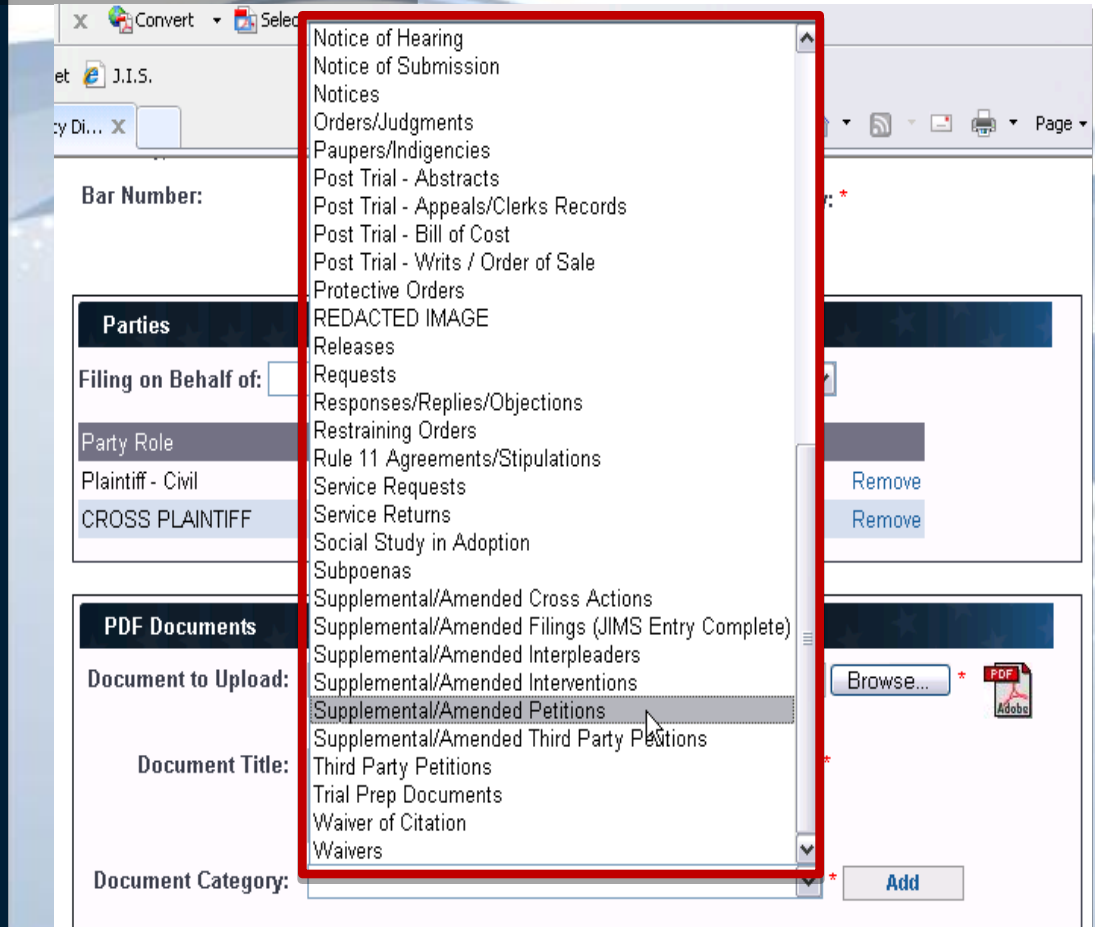 x Convert Selec
et J.I.S.
cy Di... X
Page
Bar Number:
y: *
Notice of Hearing
Notice of Submission
Notices
Orders/Judgments
Paupers/Indigencies
Post Trial - Abstracts
Post Trial - Appeals/Clerks Records
Post Trial - Bill of Cost
Post Trial - Writs / Order of Sale
Protective Orders
REDACTED IMAGE
Releases
Requests
Responses/Replies/Objections
Restraining Orders
Rule 11 Agreements/Stipulations
Service Requests
Service Returns
Social Study in Adoption
Subpoenas
Supplemental/Amended Cross Actions
Supplemental/Amended Filings (JIMS Entry Complete)
Supplemental/Amended Interpleaders
Supplemental/Amended Interventions
Supplemental/Amended Petitions
Supplemental/Amended Third Party Petitions
Third Party Petitions
Trial Prep Documents
Waiver of Citation
Waivers
Parties
Filing on Behalf of:
Party Role
Plaintiff - Civil Remove
CROSS PLAINTIFF Remove
PDF Documents
Document to Upload: Browse... * PDF Adobe
Document Title: *
Document Category: * Add